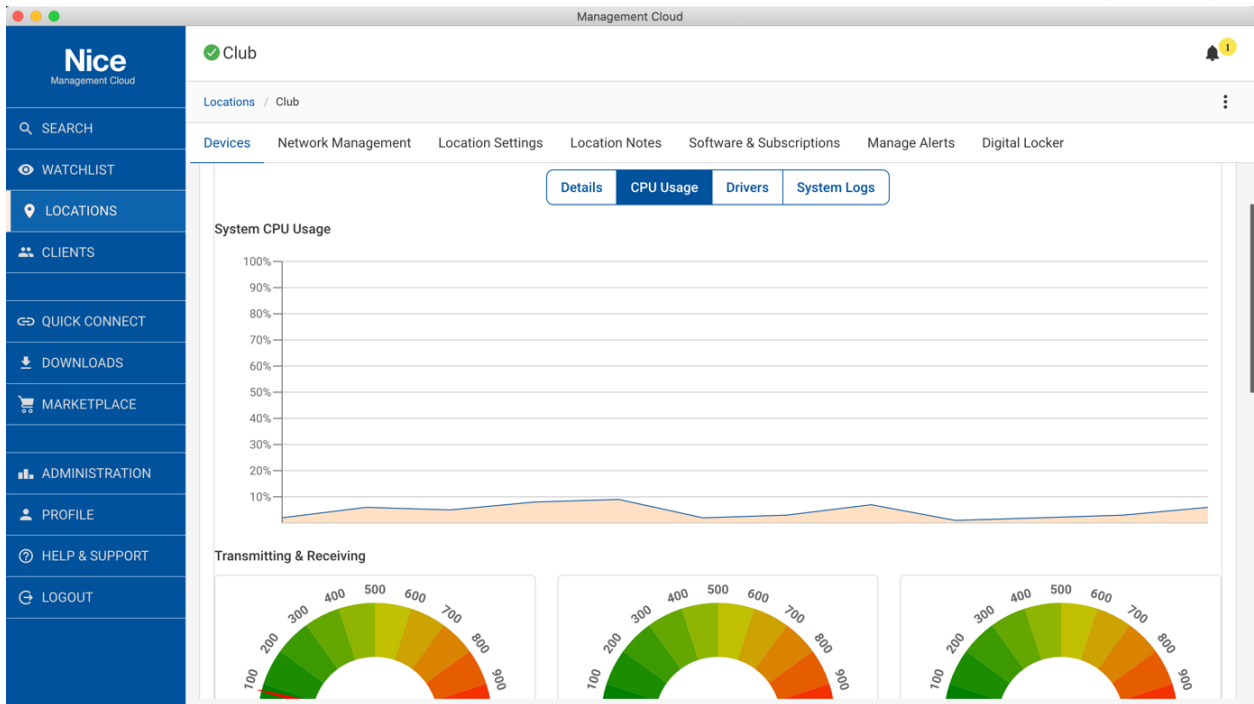 Management Cloud
Nice
Management Cloud
SEARCH
WATCHLIST
LOCATIONS
CLIENTS
QUICK CONNECT
DOWNLOADS
MARKETPLACE
ADMINISTRATION
PROFILE
HELP & SUPPORT
LOGOUT
Club
1
Locations / Club
Devices Network Management Location Settings Location Notes Software & Subscriptions Manage Alerts Digital Locker
Details CPU Usage Drivers System Logs
System CPU Usage
100%
90%
80%
70%
60%
50%
40%
30%
20%
10%
Transmitting & Receiving
100 200 300 400 500 600 700 800 900
100 200 300 400 500 600 700 800 900
100 200 300 400 500 600 700 800 900